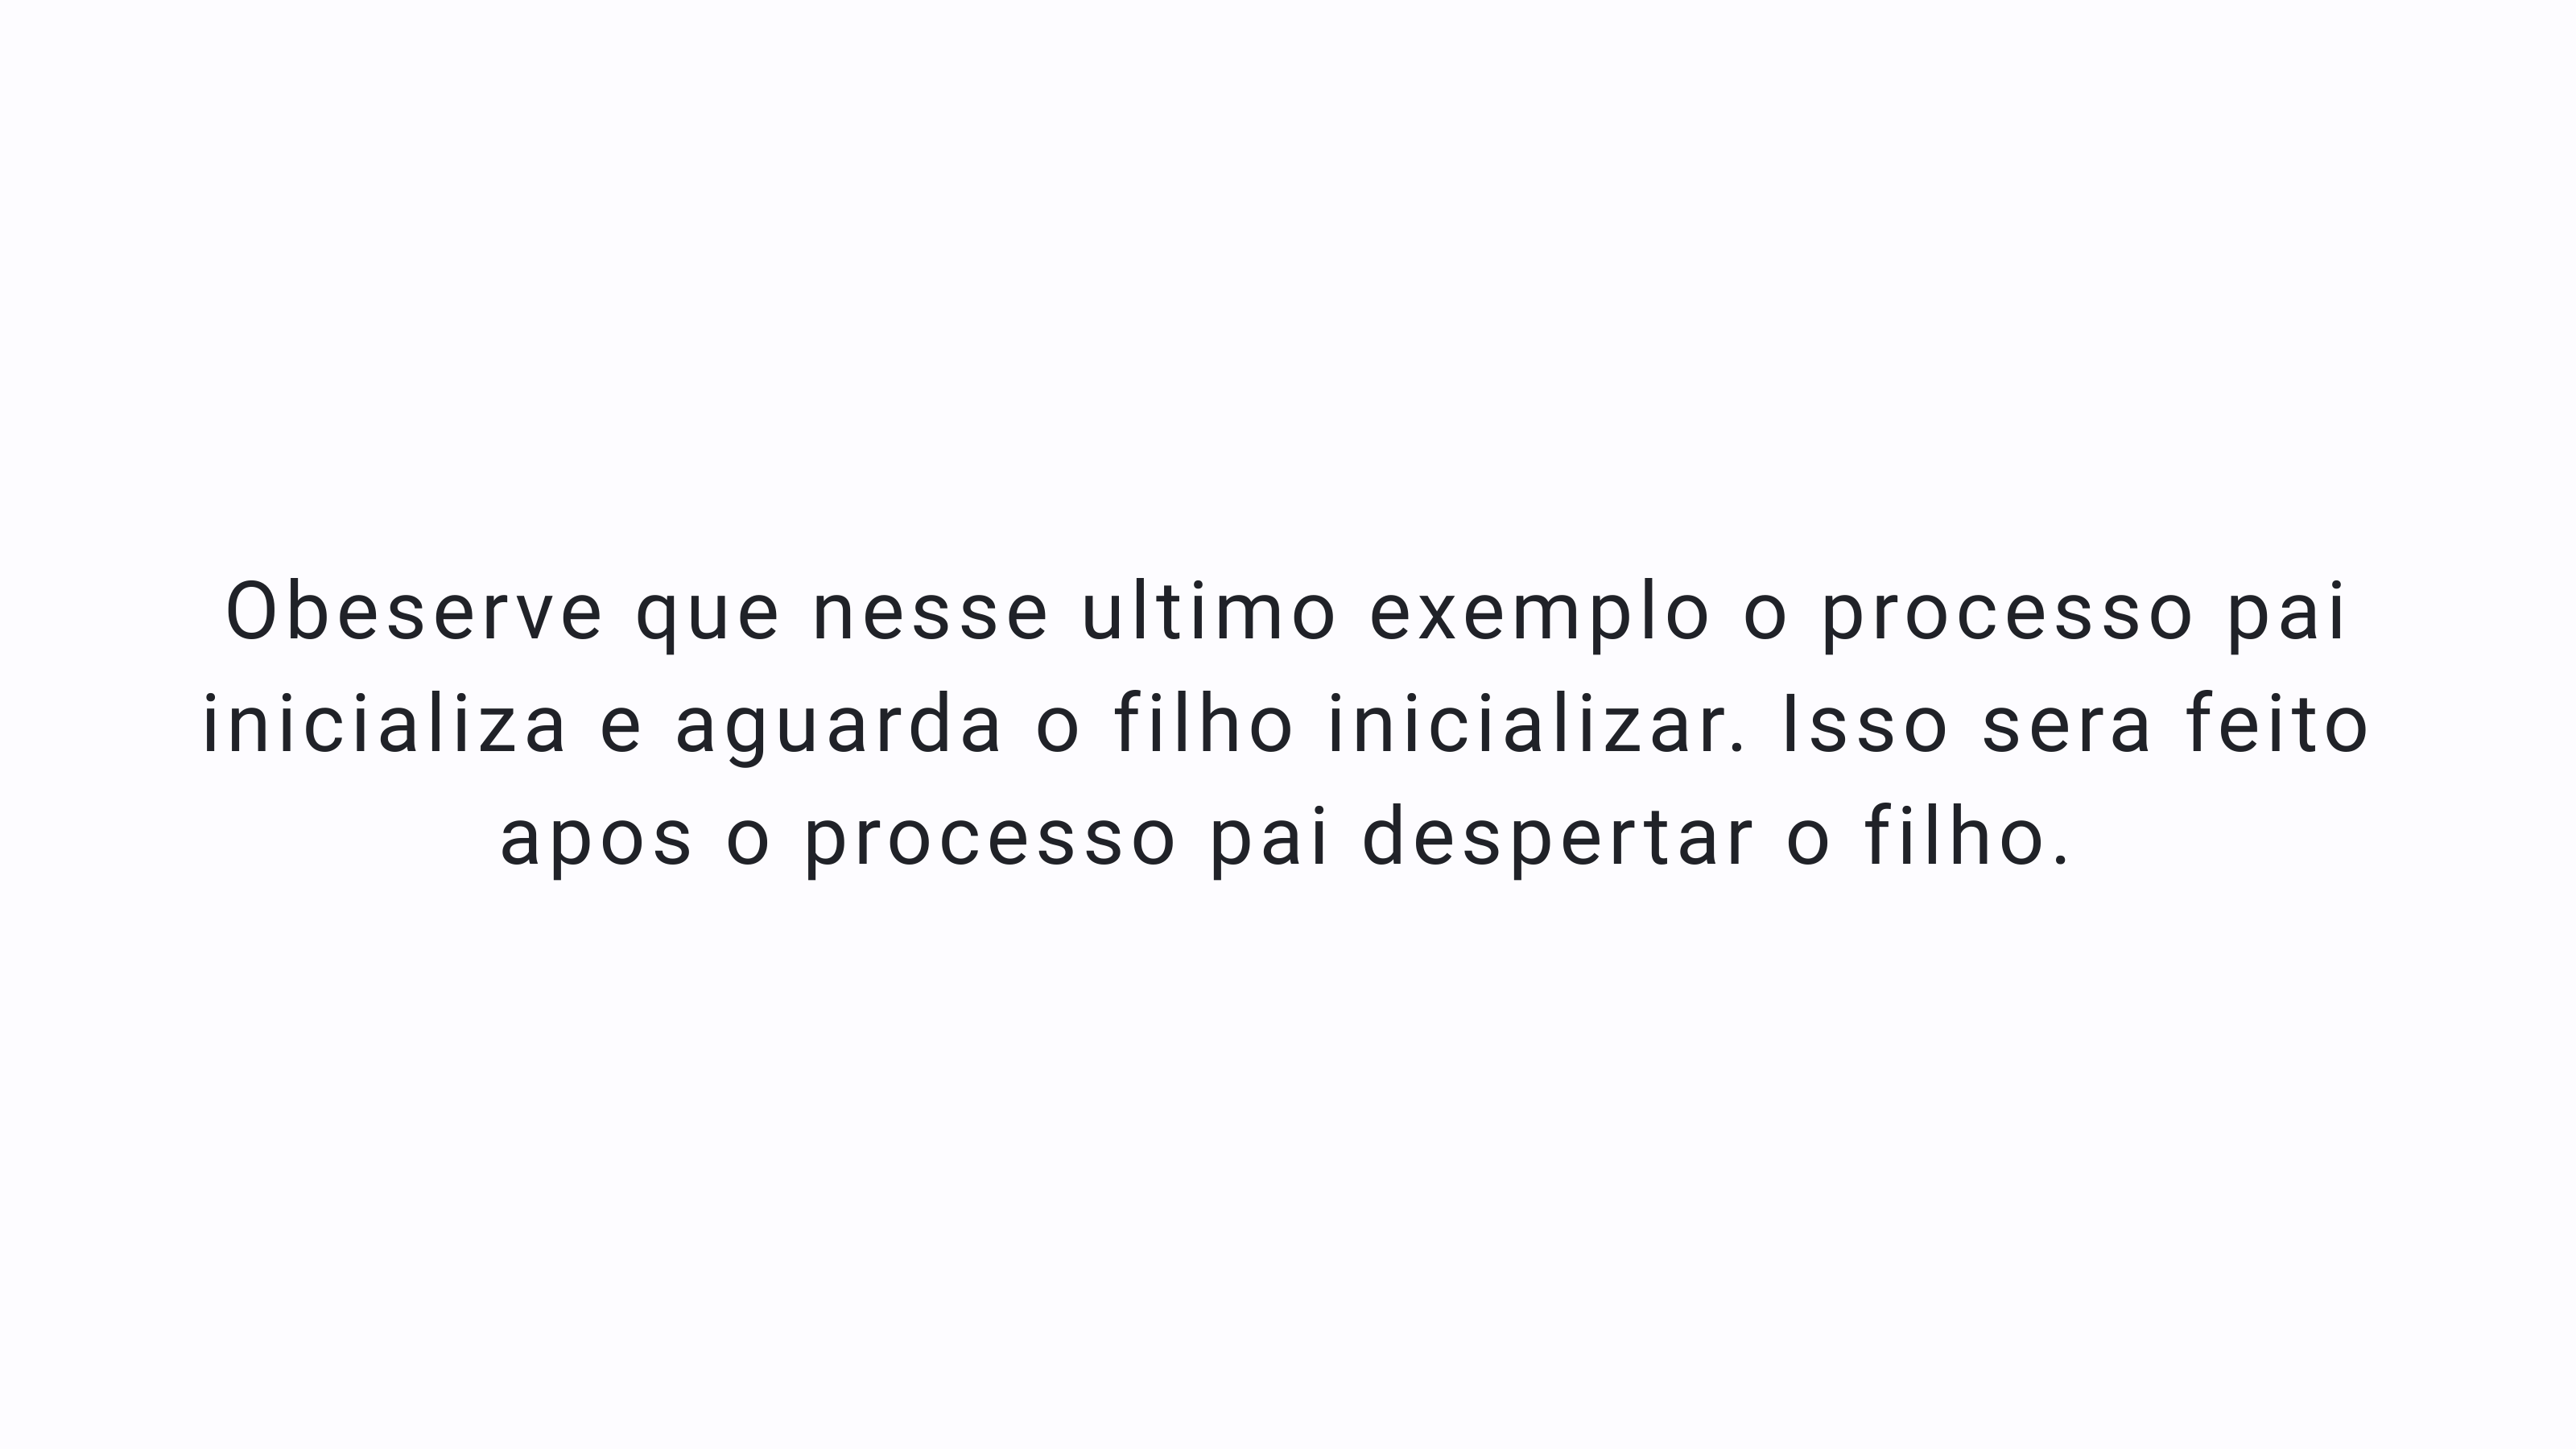 Obeserve que nesse ultimo exemplo o processo pai
inicializa e aguarda o filho inicializar. Isso sera feito
apos o processo pai despertar o filho.